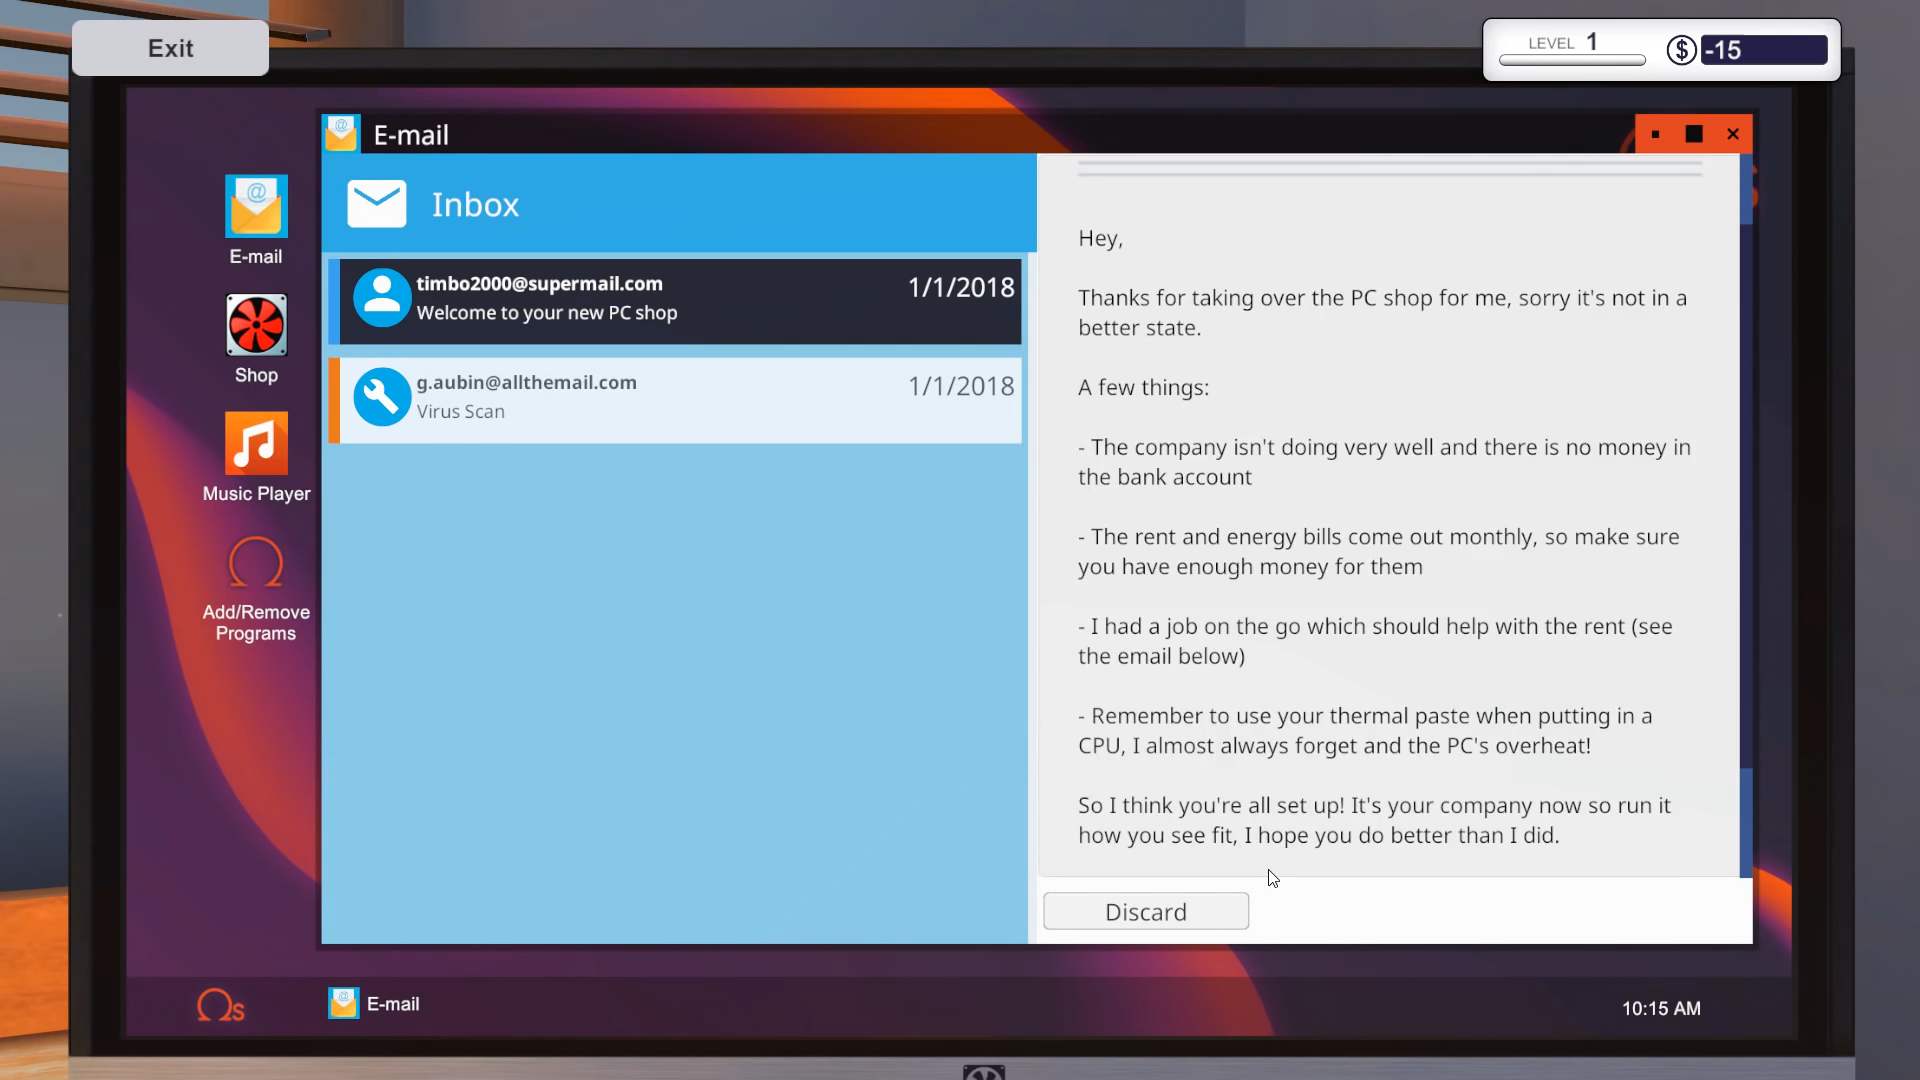 Exit
LEVEL 1
$ -15
E-mail
E-mail
Shop
Music Player
Add/Remove
Programs
Inbox
timbo2000@supermail.com
1/1/2018
Welcome to your new PC shop
g.aubin@allthemail.com
1/1/2018
Virus Scan
Hey,
Thanks for taking over the PC shop for me, sorry it's not in a
better state.
A few things:
- The company isn't doing very well and there is no money in
the bank account
- The rent and energy bills come out monthly, so make sure
you have enough money for them
- I had a job on the go which should help with the rent (see
the email below)
- Remember to use your thermal paste when putting in a
CPU, I almost always forget and the PC's overheat!
So I think you're all set up! It's your company now so run it
how you see fit, I hope you do better than I did.
Discard
Ωs
E-mail
10:15 AM